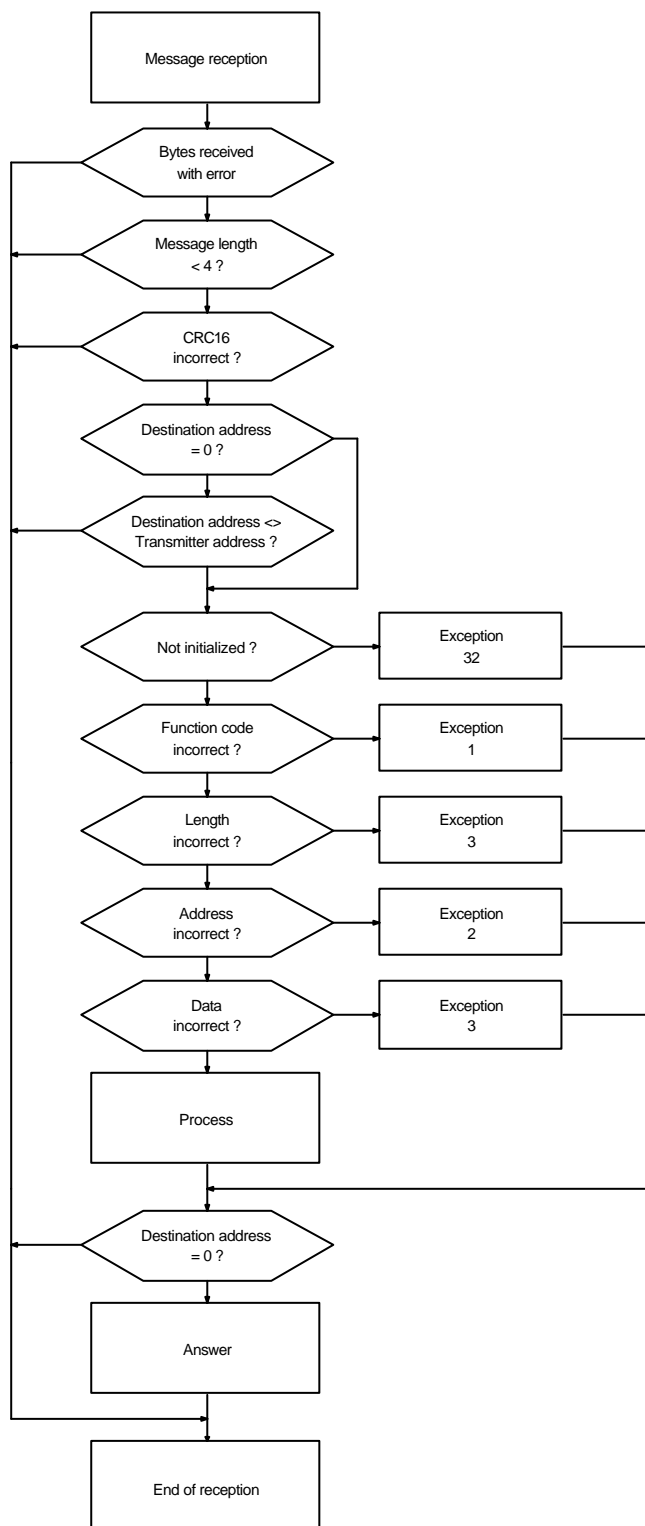 Message reception
Bytes received
with error
Message length
< 4 ?
CRC16
incorrect ?
Destination address
= 0 ?
Destination address <>
Transmitter address ?
Not initialized ?
Exception
32
Function code
incorrect ?
Exception
1
Length
incorrect ?
Exception
3
Address
incorrect ?
Exception
2
Data
incorrect ?
Exception
3
Process
Destination address
= 0 ?
Answer
End of reception